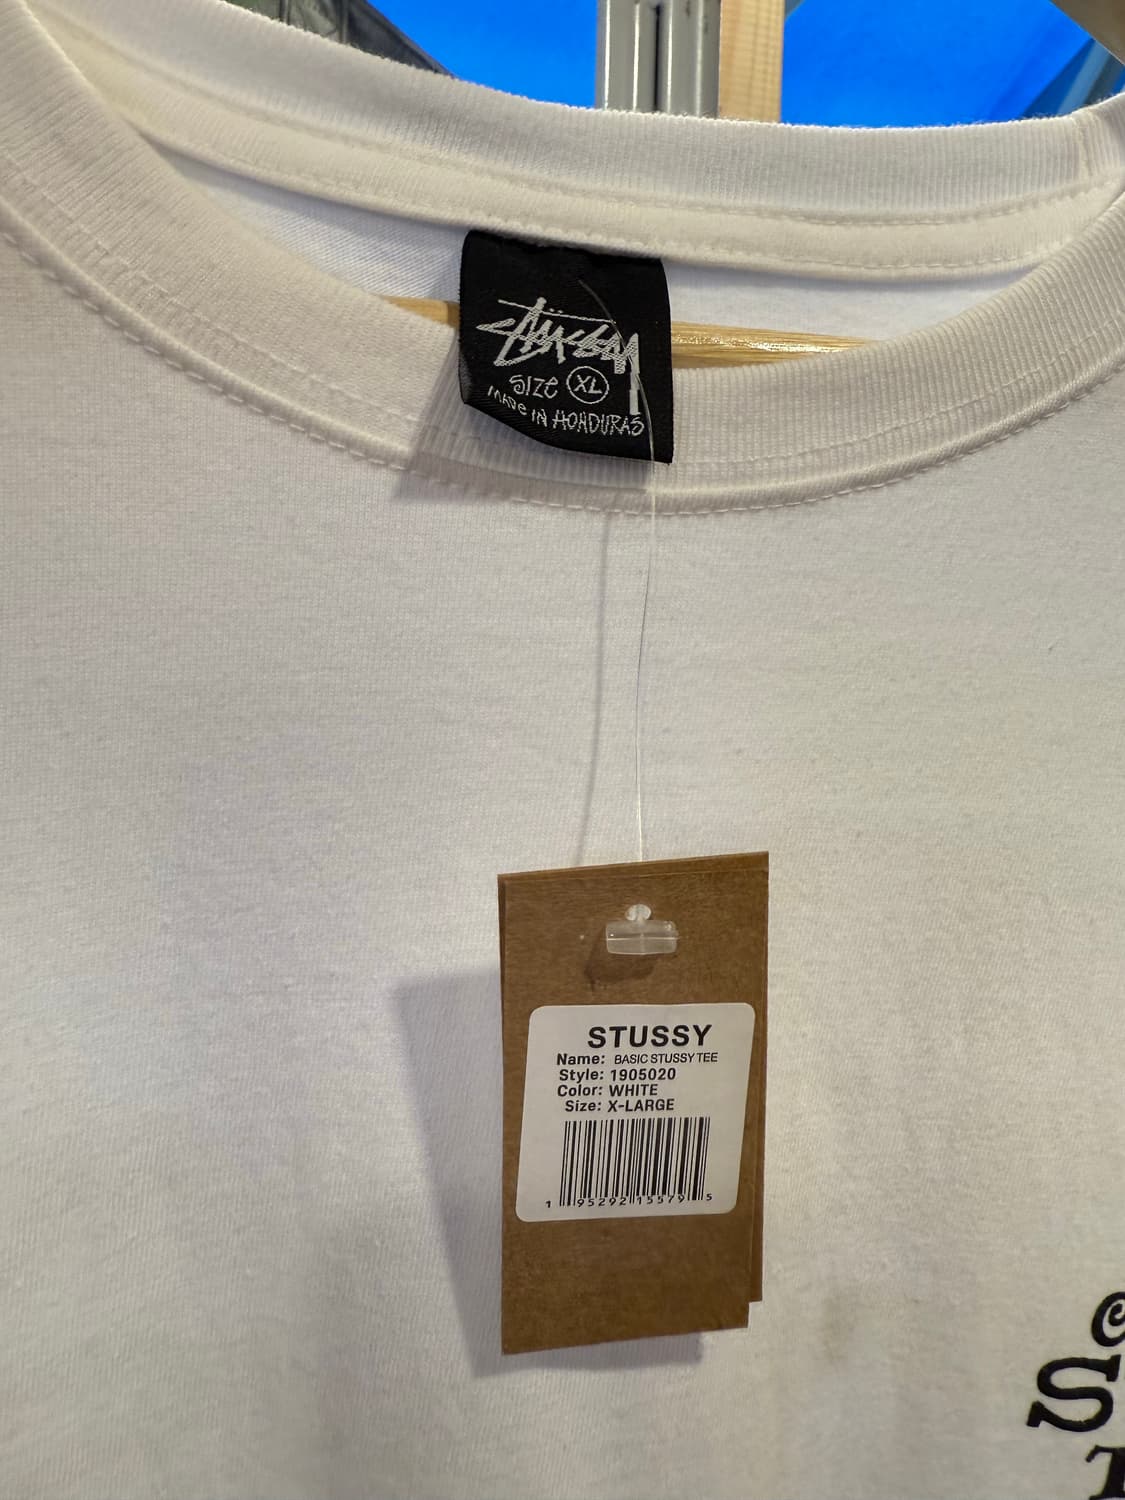 STÜSSY
SIZE XL
MADE IN HONDURAS
STUSSY
Name: BASIC STUSSY TEE
Style: 1905020
Color: WHITE
Size: X-LARGE
1 95292 15579 5
S